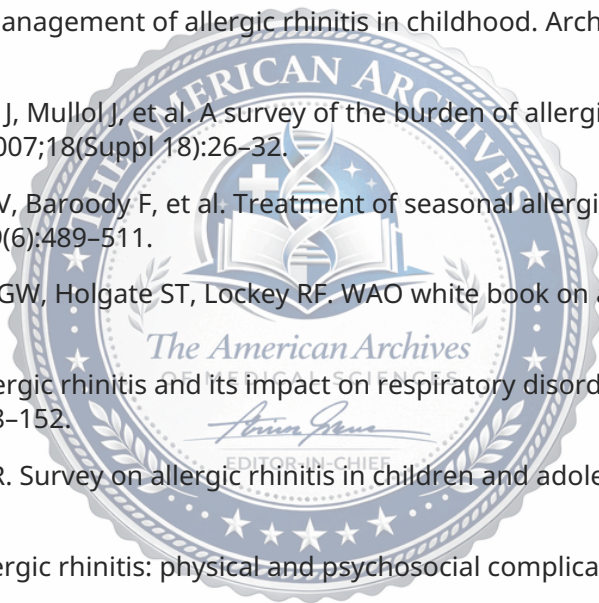 anagement of allergic rhinitis in childhood. Arch
J, Mullol J, et al. A survey of the burden of allergi
007;18(Suppl 18):26–32.
V, Baroody F, et al. Treatment of seasonal allergi
(6):489–511.
GW, Holgate ST, Lockey RF. WAO white book on a
ergic rhinitis and its impact on respiratory disord
–152.
R. Survey on allergic rhinitis in children and adole
ergic rhinitis: physical and psychosocial complica
THE AMERICAN ARCHIVES
The American Archives
OF MEDICAL SCIENCES
EDITOR-IN-CHIEF